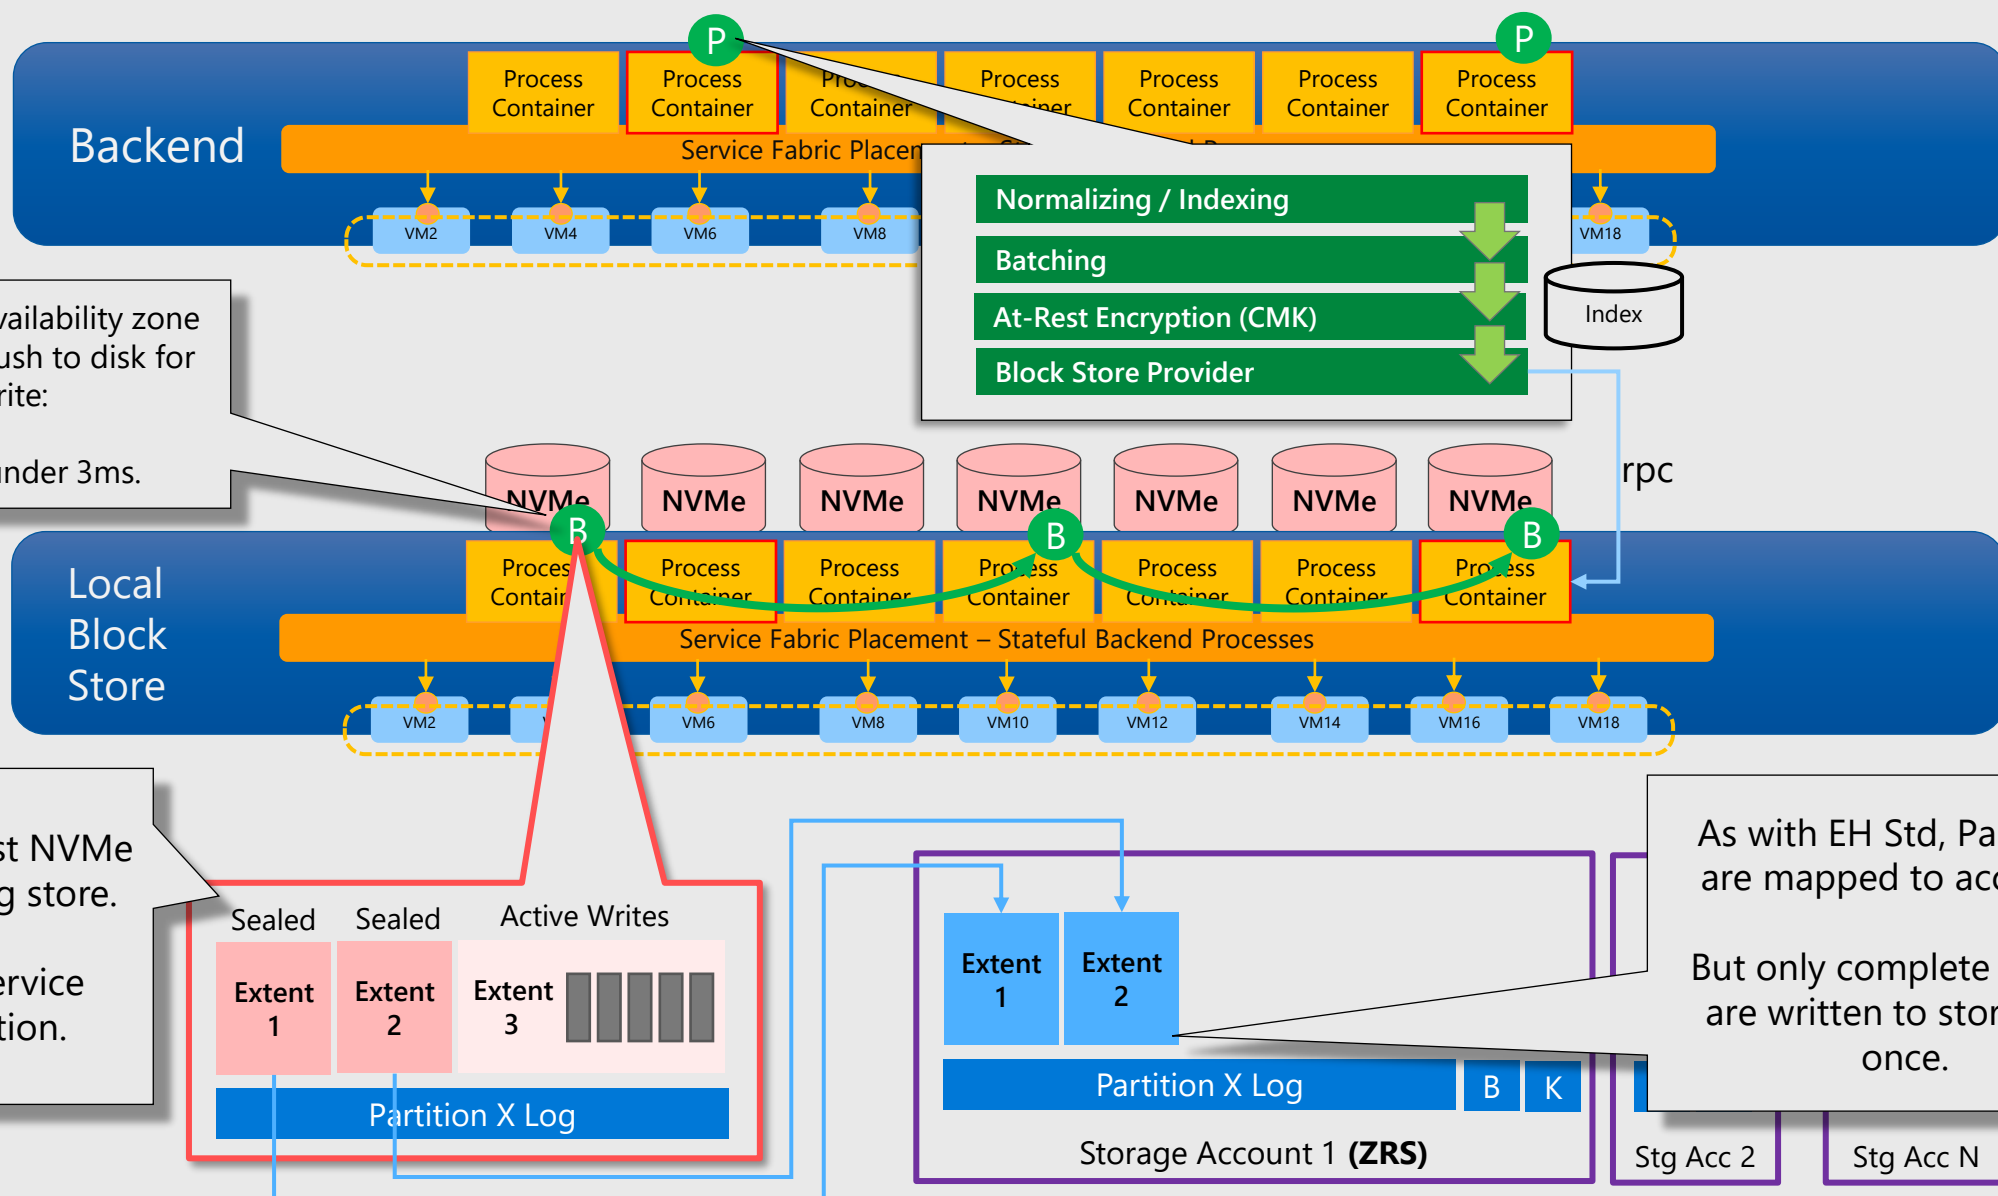 P
P
Process
Container
Process
Container
Container
Process
Process
Container
Process
Container
Process
Container
Backend
Service Fabric
VM2
VM4
VM6
VM8
VM18
Normalizing / Indexing
Batching
At-Rest Encryption (CMK)
Block Store Provider
Index
rpc
vailability zone
ush to disk for
rite:
under 3ms.
NVMe
NVMe
NVMe
NVMe
NVMe
NVMe
NVMe
B
B
B
Local
Block
Store
Process
Container
Process
Container
Process
Container
Process
Container
Process
Container
Process
Container
Process
Container
Service Fabric Placement – Stateful Backend Processes
VM2
VM6
VM8
VM10
VM12
VM14
VM16
VM18
st NVMe
g store.
ervice
tion.
Sealed
Sealed
Active Writes
Extent
1
Extent
2
Extent
3
Partition X Log
Extent
1
Extent
2
Partition X Log
B
K
Storage Account 1 (ZRS)
Stg Acc 2
Stg Acc N
As with EH Std, Pa
are mapped to acc
But only complete
are written to stor
once.